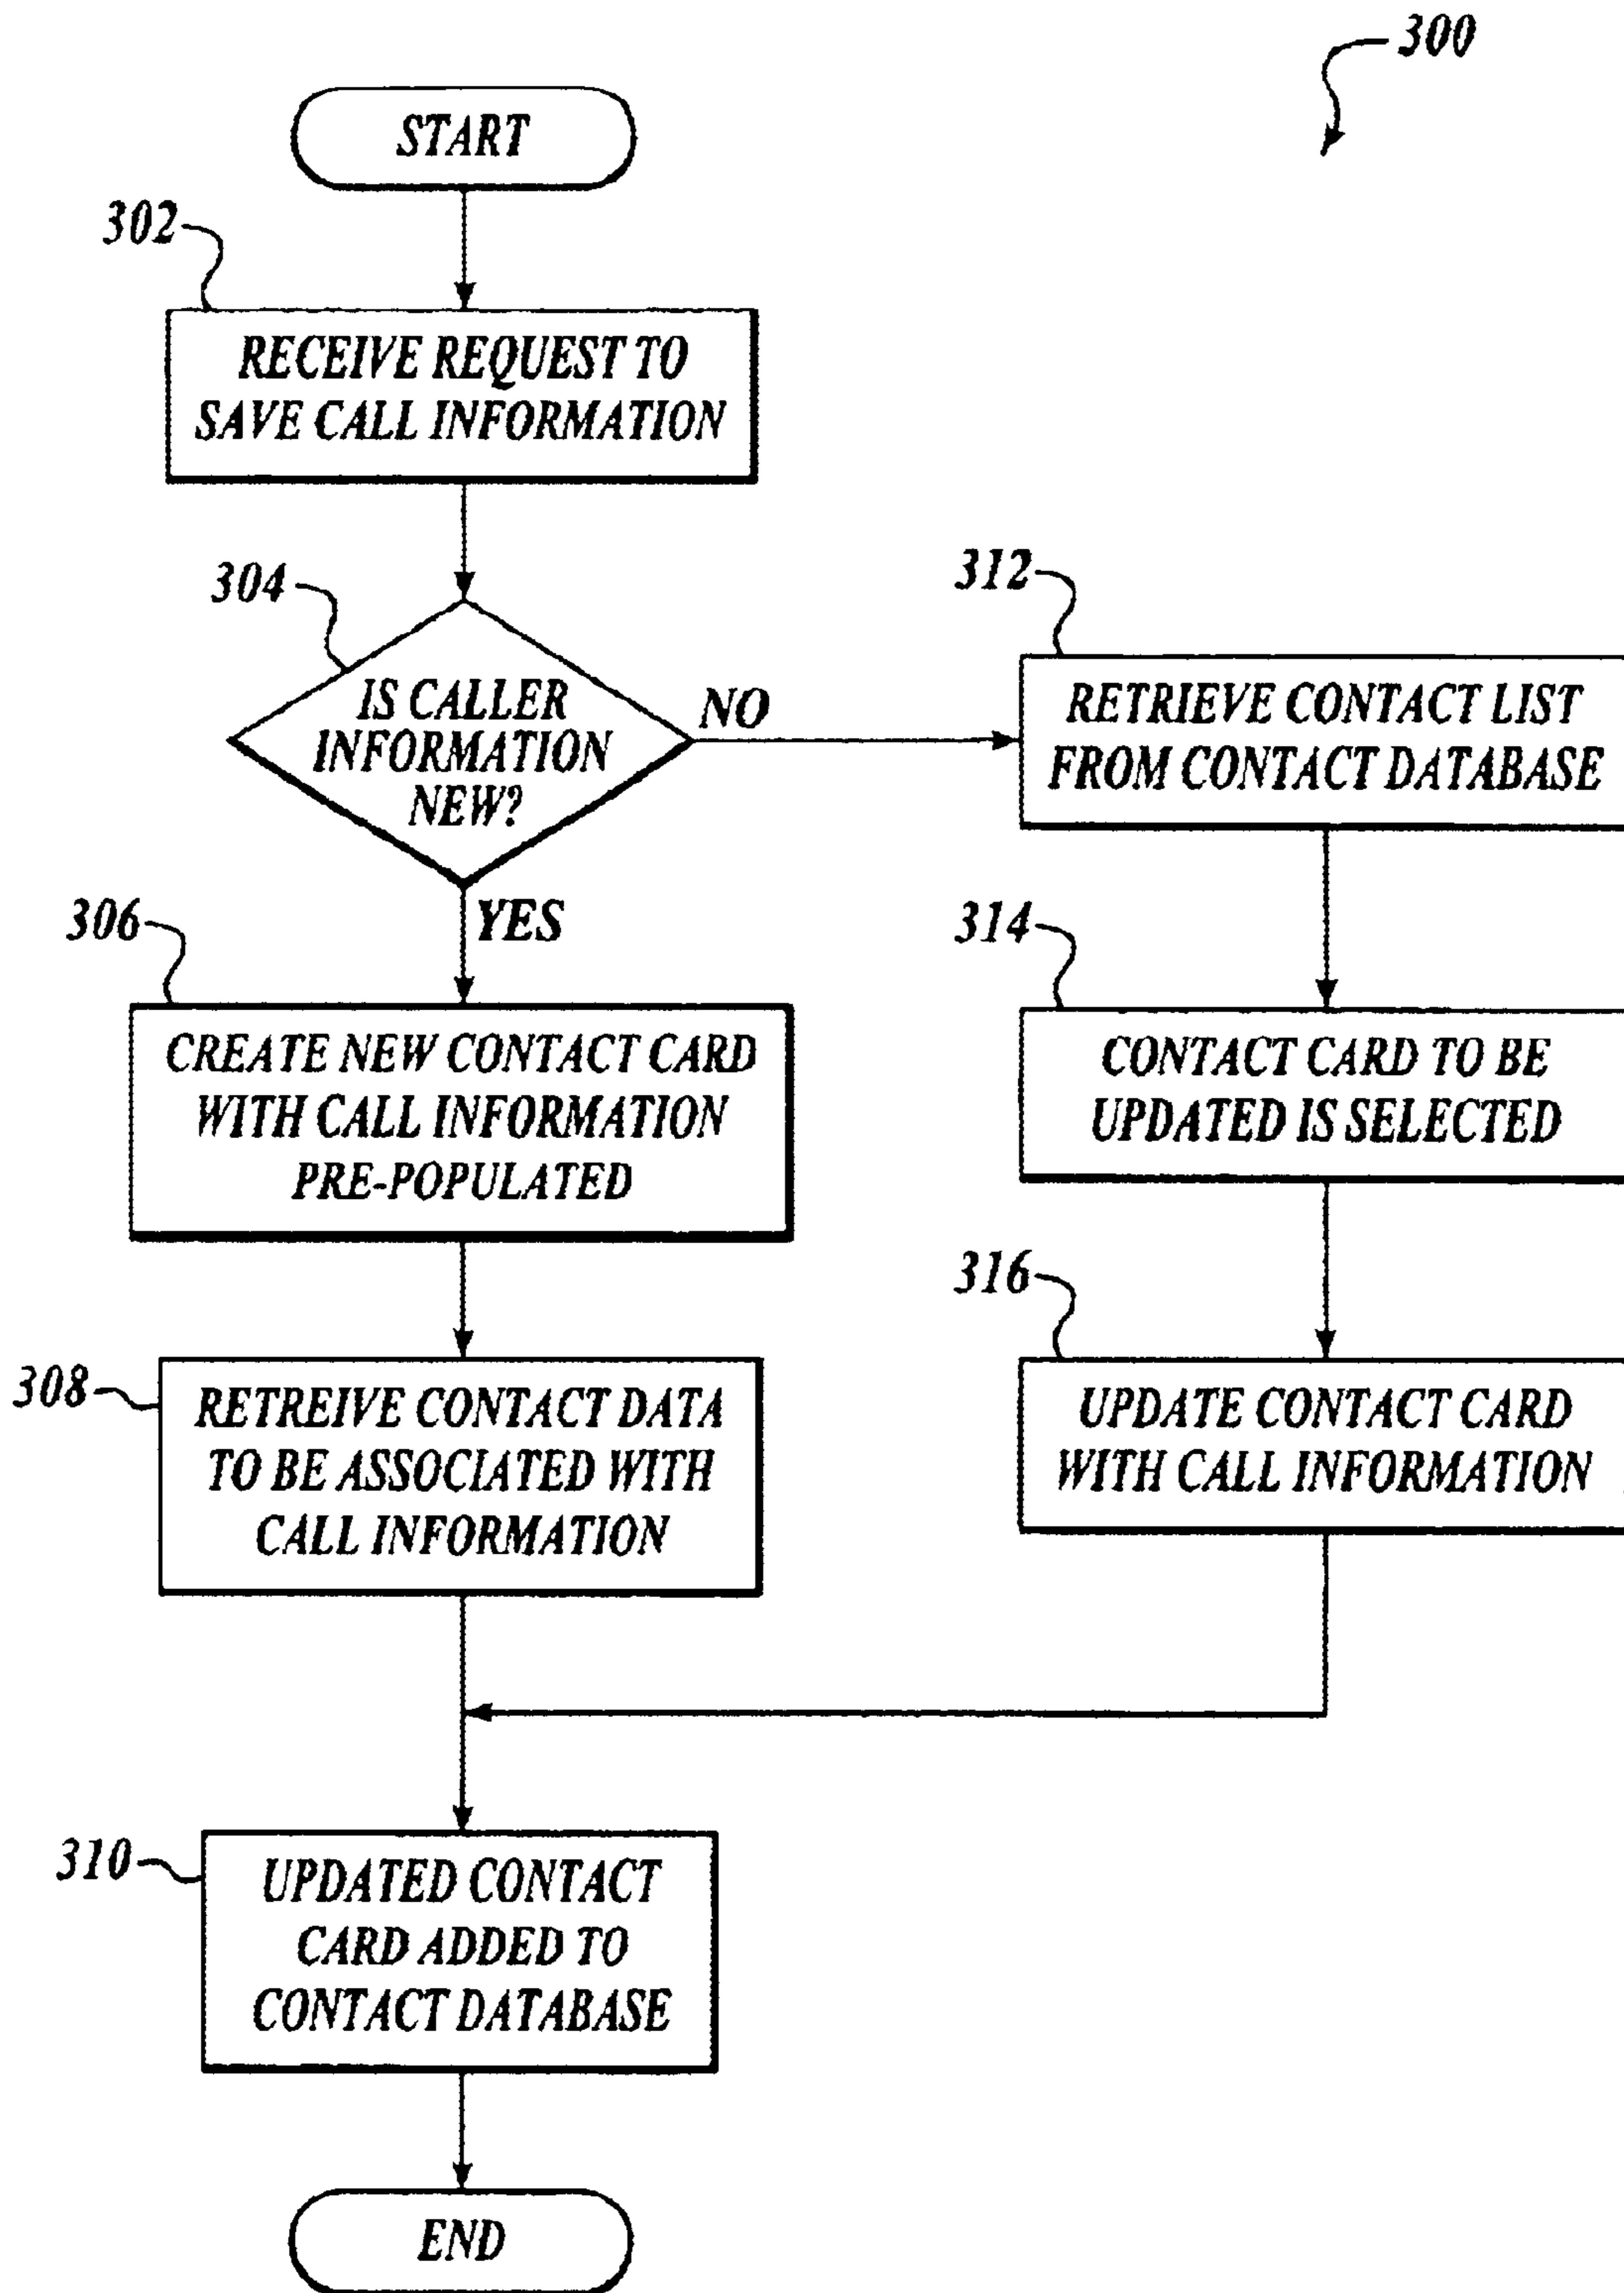 300
START
302
RECEIVE REQUEST TO
SAVE CALL INFORMATION
304
IS CALLER
INFORMATION
NEW?
NO
YES
312
RETRIEVE CONTACT LIST
FROM CONTACT DATABASE
306
CREATE NEW CONTACT CARD
WITH CALL INFORMATION
PRE-POPULATED
314
CONTACT CARD TO BE
UPDATED IS SELECTED
308
RETREIVE CONTACT DATA
TO BE ASSOCIATED WITH
CALL INFORMATION
316
UPDATE CONTACT CARD
WITH CALL INFORMATION
310
UPDATED CONTACT
CARD ADDED TO
CONTACT DATABASE
END